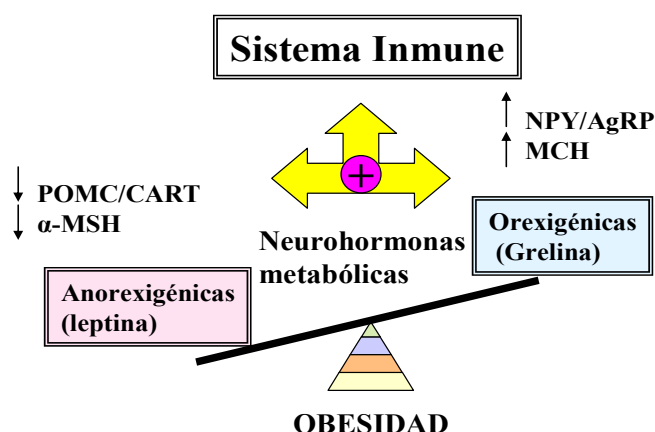 Sistema Inmune
NPY/AgRP
MCH
POMC/CART
α-MSH
+
Neurohormonas
metabólicas
Orexigénicas
(Grelina)
Anorexigénicas
(leptina)
OBESIDAD